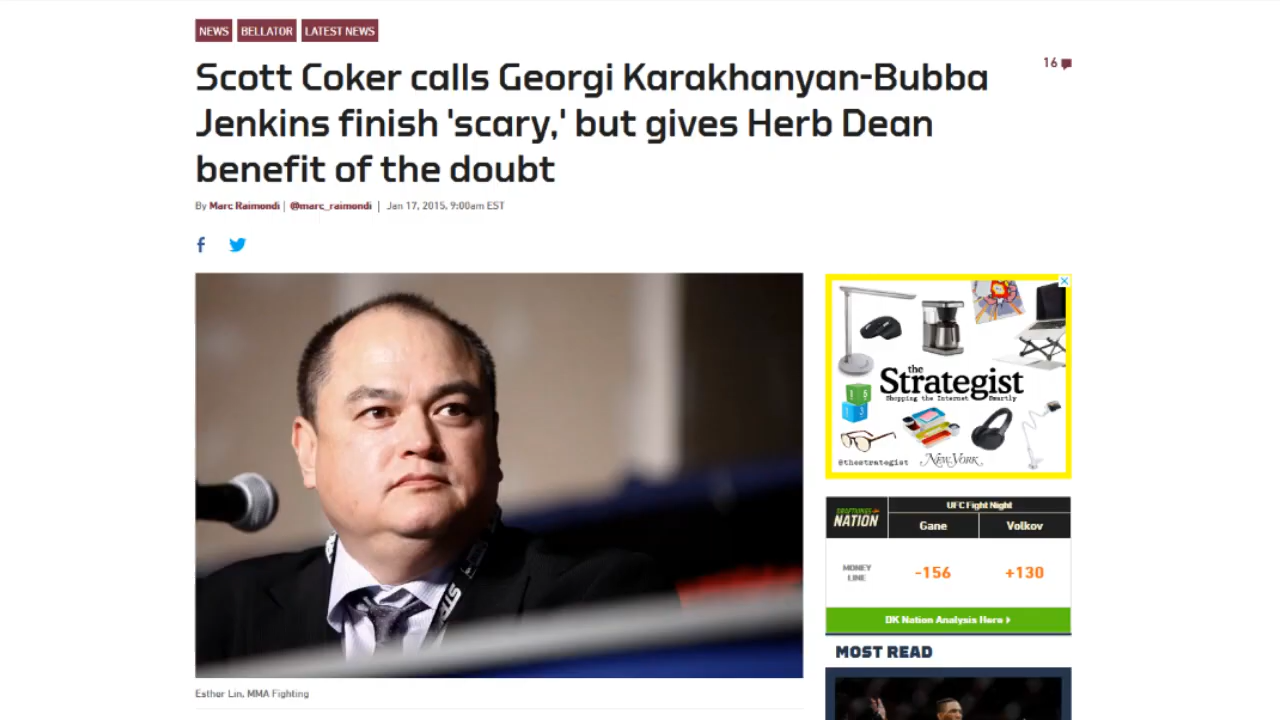 NEWS BELLATOR LATEST NEWS
Scott Coker calls Georgi Karakhanyan-Bubba
Jenkins finish 'scary,' but gives Herb Dean
benefit of the doubt
16
By Marc Raimondi | @marc_raimondi | Jan 17, 2015, 9:00am EST
f
the
Strategist
Shopping the Internet Smartly
@thestrategist NEW YORK
DRAFTKINGS
NATION
UFC Fight Night
Gane Volkov
MONEY
LINE
-156 +130
DK Nation Analysis Here
MOST READ
Esther Lin, MMA Fighting